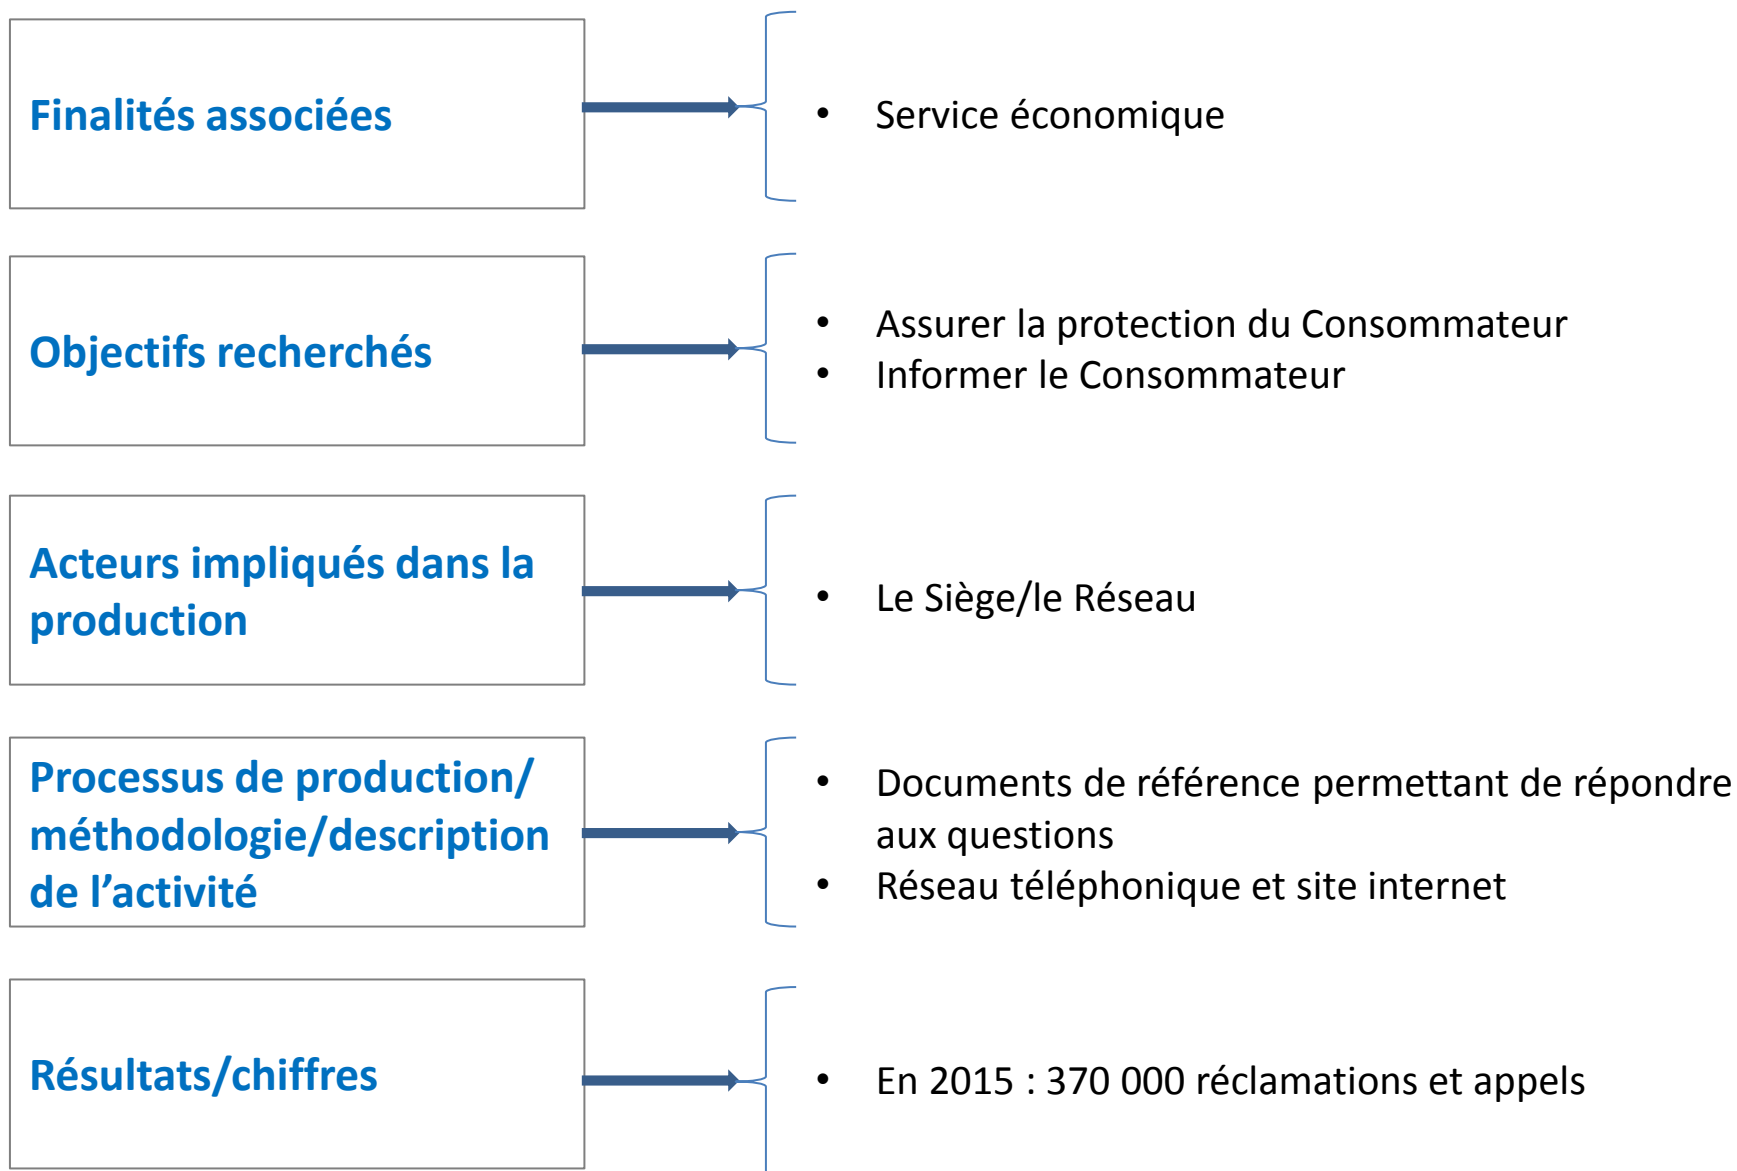 Finalités associées
• Service économique
Objectifs recherchés
• Assurer la protection du Consommateur
• Informer le Consommateur
Acteurs impliqués dans la
production
• Le Siège/le Réseau
Processus de production/
méthodologie/description
de l’activité
• Documents de référence permettant de répondre
aux questions
• Réseau téléphonique et site internet
Résultats/chiffres
• En 2015 : 370 000 réclamations et appels